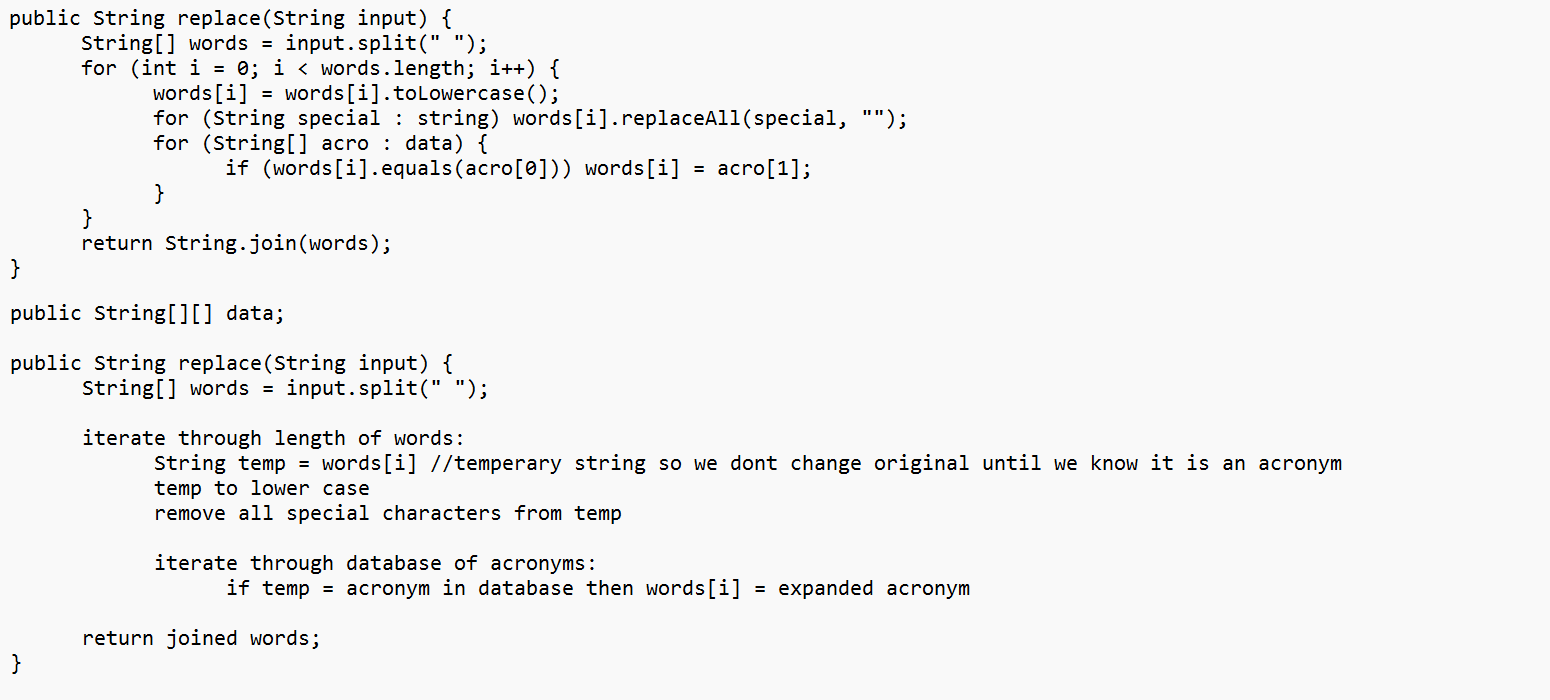 public String replace(String input) {
String[] words = input.split(" ");
for (int i = 0; i < words.length; i++) {
words[i] = words[i].toLowercase();
for (String special : string) words[i].replaceAll(special, "");
for (String[] acro : data) {
if (words[i].equals(acro[0])) words[i] = acro[1];
}
}
return String.join(words);
}
public String[][] data;
public String replace(String input) {
String[] words = input.split(" ");
iterate through length of words:
String temp = words[i] //temperary string so we dont change original until we know it is an acronym
temp to lower case
remove all special characters from temp
iterate through database of acronyms:
if temp = acronym in database then words[i] = expanded acronym
return joined words;
}